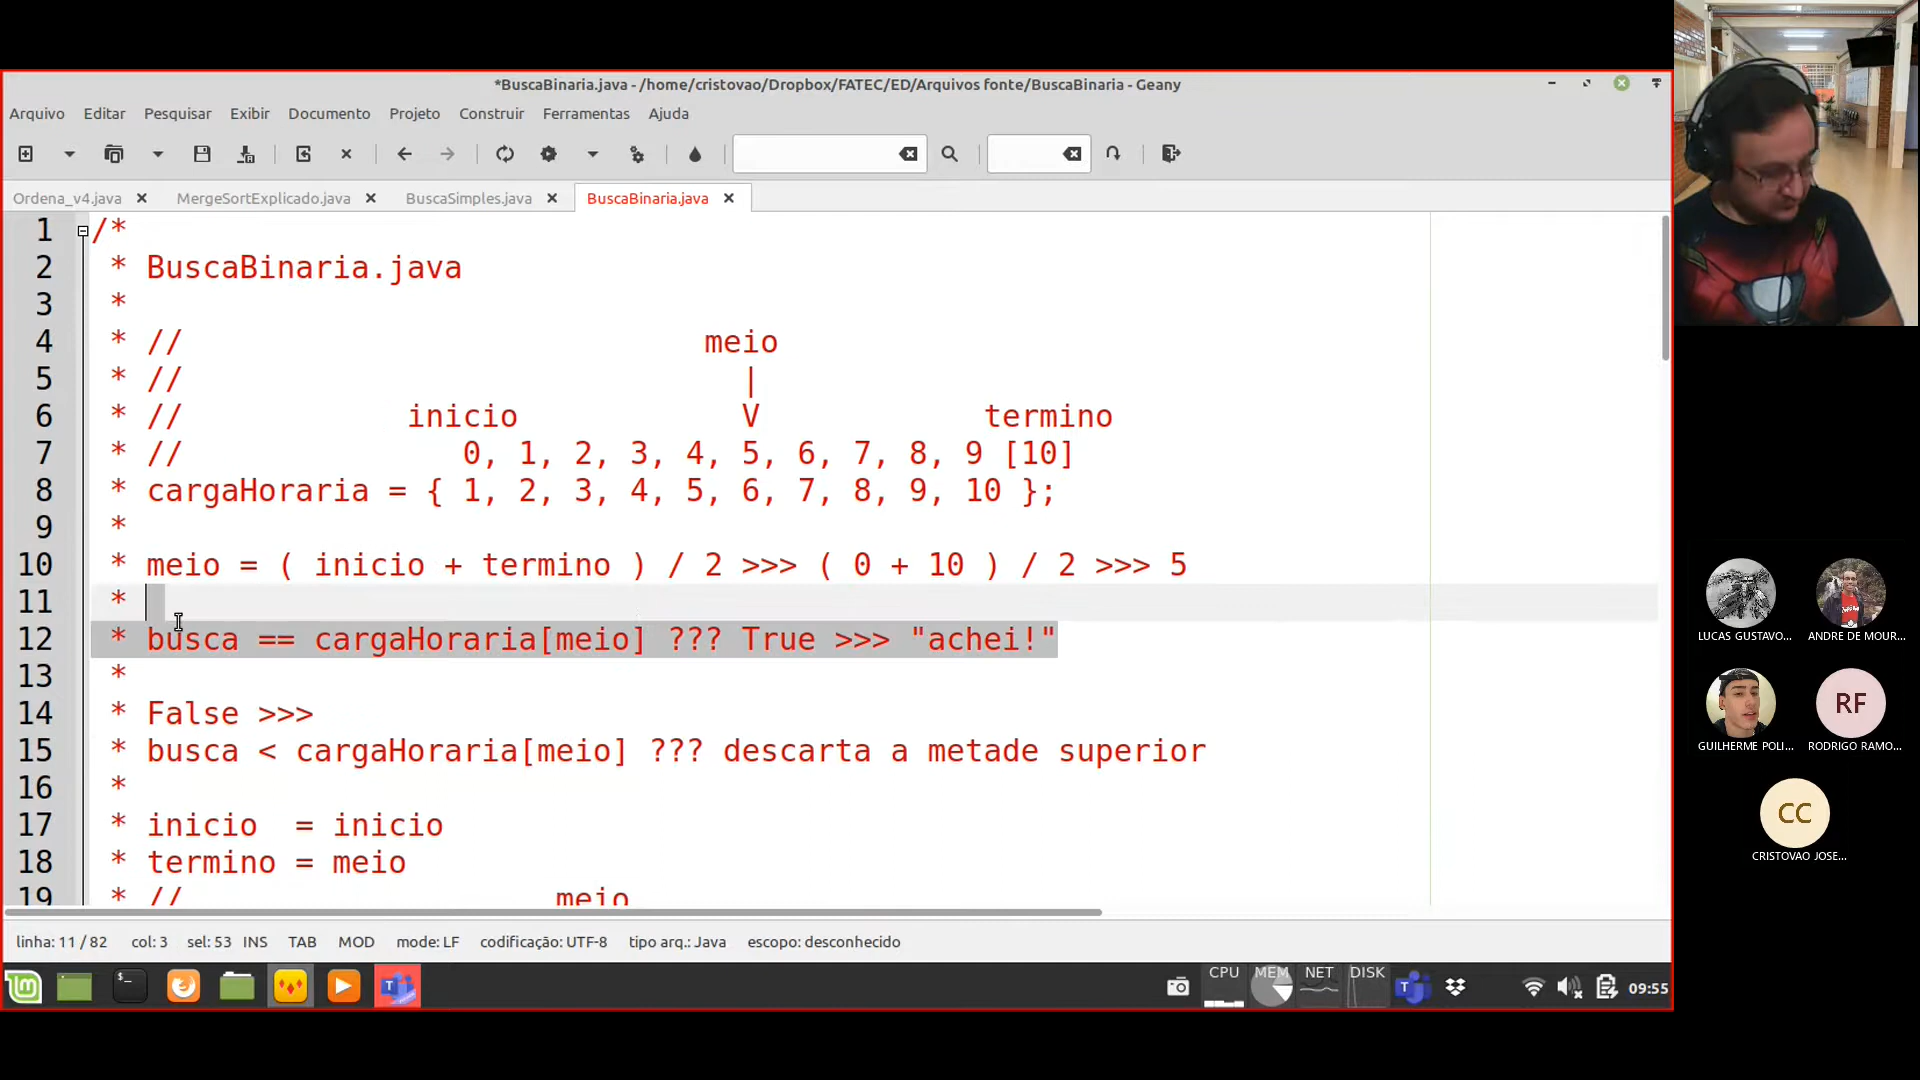 *BuscaBinaria.java - /home/cristovao/Dropbox/FATEC/ED/Arquivos fonte/BuscaBinaria - Geany
Arquivo Editar Pesquisar Exibir Documento Projeto Construir Ferramentas Ajuda
Ordena_v4.java MergeSortExplicado.java BuscaSimples.java BuscaBinaria.java
1 /*
2 * BuscaBinaria.java
3 *
4 * // meio
5 * // |
6 * // inicio V termino
7 * // 0, 1, 2, 3, 4, 5, 6, 7, 8, 9 [10]
8 * cargaHoraria = { 1, 2, 3, 4, 5, 6, 7, 8, 9, 10 };
9 *
10 * meio = ( inicio + termino ) / 2 >>> ( 0 + 10 ) / 2 >>> 5
11 *
12 * busca == cargaHoraria[meio] ??? True >>> "achei!"
13 *
14 * False >>>
15 * busca < cargaHoraria[meio] ??? descarta a metade superior
16 *
17 * inicio = inicio
18 * termino = meio
19 * // meio
linha: 11 / 82 col: 3 sel: 53 INS TAB MOD mode: LF codificação: UTF-8 tipo arq.: Java escopo: desconhecido
CPU MEM NET DISK
09:55
LUCAS GUSTAVO... ANDRE DE MOUR...
RF
GUILHERME POLI... RODRIGO RAMO...
CC
CRISTOVAO JOSE...